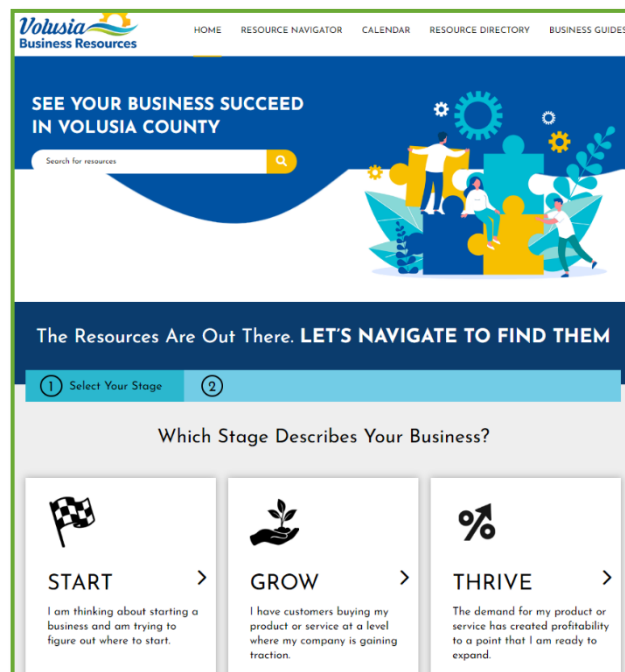 Volusia
Business Resources
HOME RESOURCE NAVIGATOR CALENDAR RESOURCE DIRECTORY BUSINESS GUIDES
SEE YOUR BUSINESS SUCCEED
IN VOLUSIA COUNTY
Search for resources
The Resources Are Out There. LET'S NAVIGATE TO FIND THEM
1 Select Your Stage 2
Which Stage Describes Your Business?
START
I am thinking about starting a
business and am trying to
figure out where to start.
GROW
I have customers buying my
product or service at a level
where my company is gaining
traction.
THRIVE
The demand for my product or
service has created profitability
to a point that I am ready to
expand.